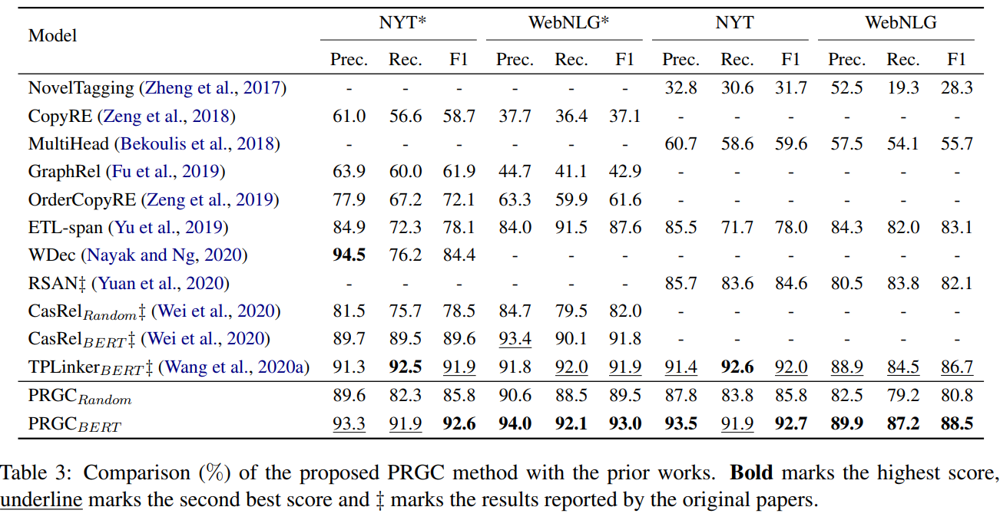 Model NYT* WebNLG* NYT WebNLG
Prec. Rec. F1 Prec. Rec. F1 Prec. Rec. F1 Prec. Rec. F1
NovelTagging (Zheng et al., 2017) - - - - - - 32.8 30.6 31.7 52.5 19.3 28.3
CopyRE (Zeng et al., 2018) 61.0 56.6 58.7 37.7 36.4 37.1 - - - - - -
MultiHead (Bekoulis et al., 2018) - - - - - - 60.7 58.6 59.6 57.5 54.1 55.7
GraphRel (Fu et al., 2019) 63.9 60.0 61.9 44.7 41.1 42.9 - - - - - -
OrderCopyRE (Zeng et al., 2019) 77.9 67.2 72.1 63.3 59.9 61.6 - - - - - -
ETL-span (Yu et al., 2019) 84.9 72.3 78.1 84.0 91.5 87.6 85.5 71.7 78.0 84.3 82.0 83.1
WDec (Nayak and Ng, 2020) 94.5 76.2 84.4 - - - - - - - - -
RSAN‡ (Yuan et al., 2020) - - - - - - 85.7 83.6 84.6 80.5 83.8 82.1
CasRelRandom‡ (Wei et al., 2020) 81.5 75.7 78.5 84.7 79.5 82.0 - - - - - -
CasRelBERT‡ (Wei et al., 2020) 89.7 89.5 89.6 93.4 90.1 91.8 - - - - - -
TPLinkerBERT‡ (Wang et al., 2020a) 91.3 92.5 91.9 91.8 92.0 91.9 91.4 92.6 92.0 88.9 84.5 86.7
PRGCRandom 89.6 82.3 85.8 90.6 88.5 89.5 87.8 83.8 85.8 82.5 79.2 80.8
PRGCBERT 93.3 91.9 92.6 94.0 92.1 93.0 93.5 91.9 92.7 89.9 87.2 88.5
Table 3: Comparison (%) of the proposed PRGC method with the prior works. Bold marks the highest score,
underline marks the second best score and ‡ marks the results reported by the original papers.